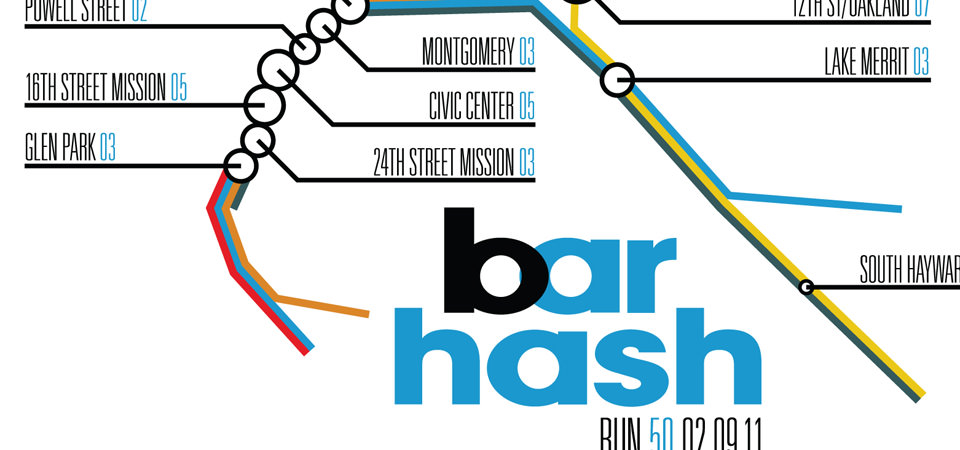 POWELL STREET 02
12TH ST/OAKLAND 07
MONTGOMERY 03
LAKE MERRIT 03
16TH STREET MISSION 05
CIVIC CENTER 05
GLEN PARK 03
24TH STREET MISSION 03
bar
SOUTH HAYWAR
hash
RUN 50 02.09.11